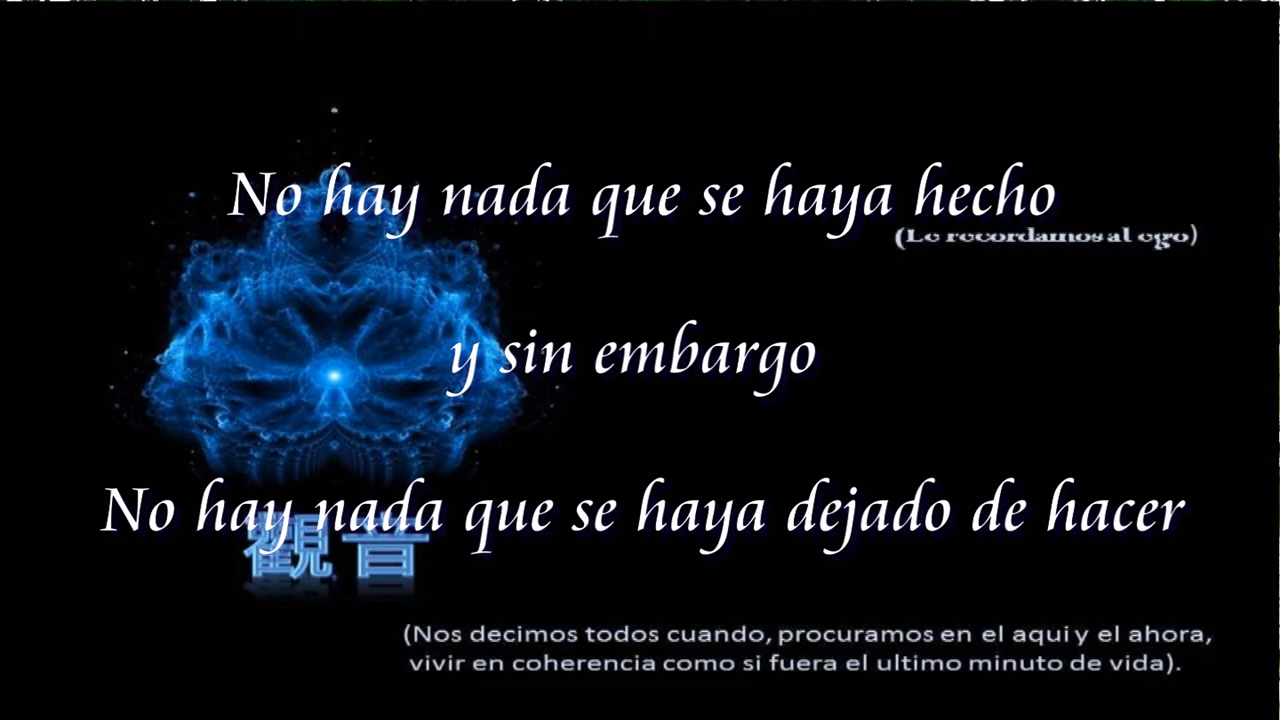 No hay nada que se haya hecho
(Le recordamos al ego)
y sin embargo
No hay nada que se haya dejado de hacer
觀音
(Nos decimos todos cuando, procuramos en el aqui y el ahora,
vivir en coherencia como si fuera el ultimo minuto de vida).